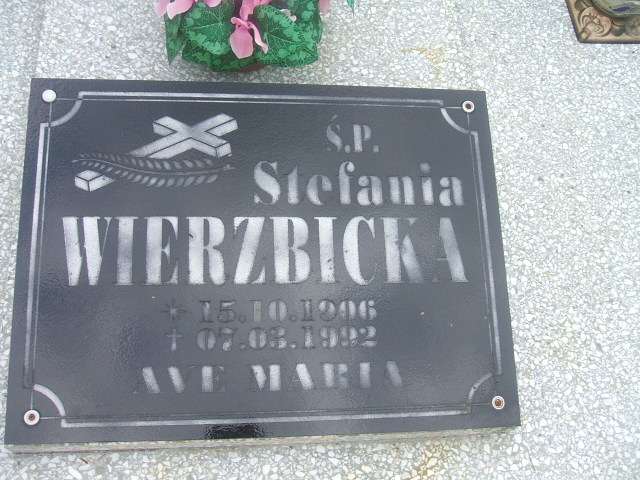 Ś.P.
Stefania
WIERZBICKA
* 15.10.1906
† 07.03.1992
AVE MARIA